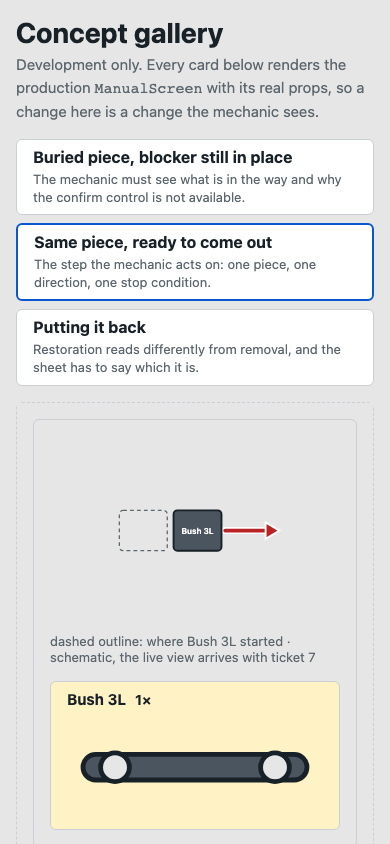 Concept gallery
Development only. Every card below renders the
production ManualScreen with its real props, so a
change here is a change the mechanic sees.
Buried piece, blocker still in place
The mechanic must see what is in the way and why
the confirm control is not available.
Same piece, ready to come out
The step the mechanic acts on: one piece, one
direction, one stop condition.
Putting it back
Restoration reads differently from removal, and the
sheet has to say which it is.
Bush 3L
dashed outline: where Bush 3L started ·
schematic, the live view arrives with ticket 7
Bush 3L 1×